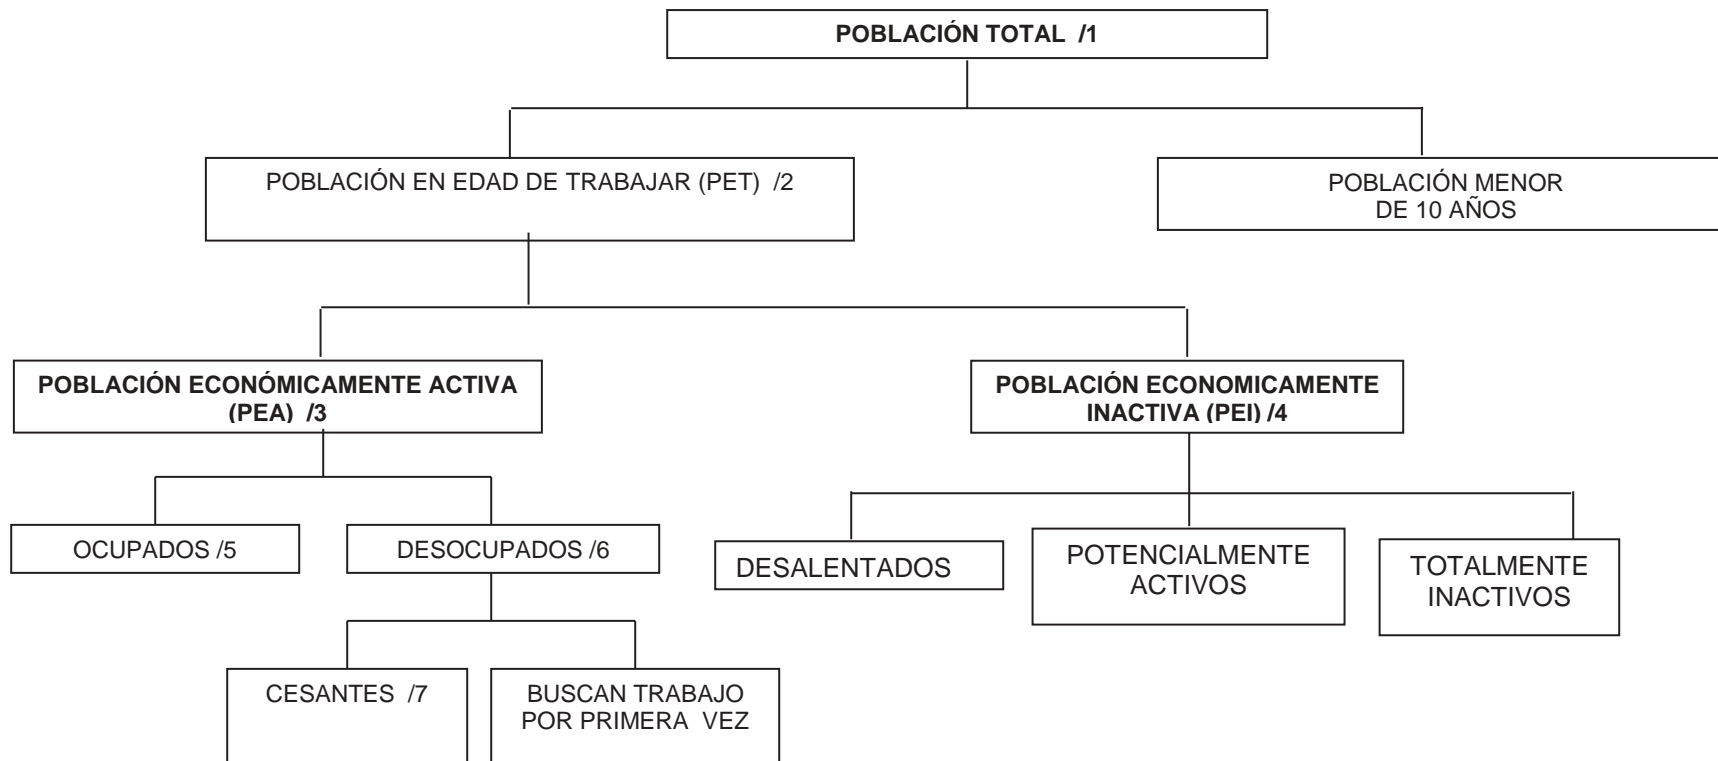 POBLACIÓN TOTAL /1
POBLACIÓN EN EDAD DE TRABAJAR (PET) /2
POBLACIÓN MENOR
DE 10 AÑOS
POBLACIÓN ECONÓMICAMENTE ACTIVA
(PEA) /3
POBLACIÓN ECONOMICAMENTE
INACTIVA (PEI) /4
OCUPADOS /5
DESOCUPADOS /6
DESALENTADOS
POTENCIALMENTE
ACTIVOS
TOTALMENTE
INACTIVOS
CESANTES /7
BUSCAN TRABAJO
POR PRIMERA VEZ